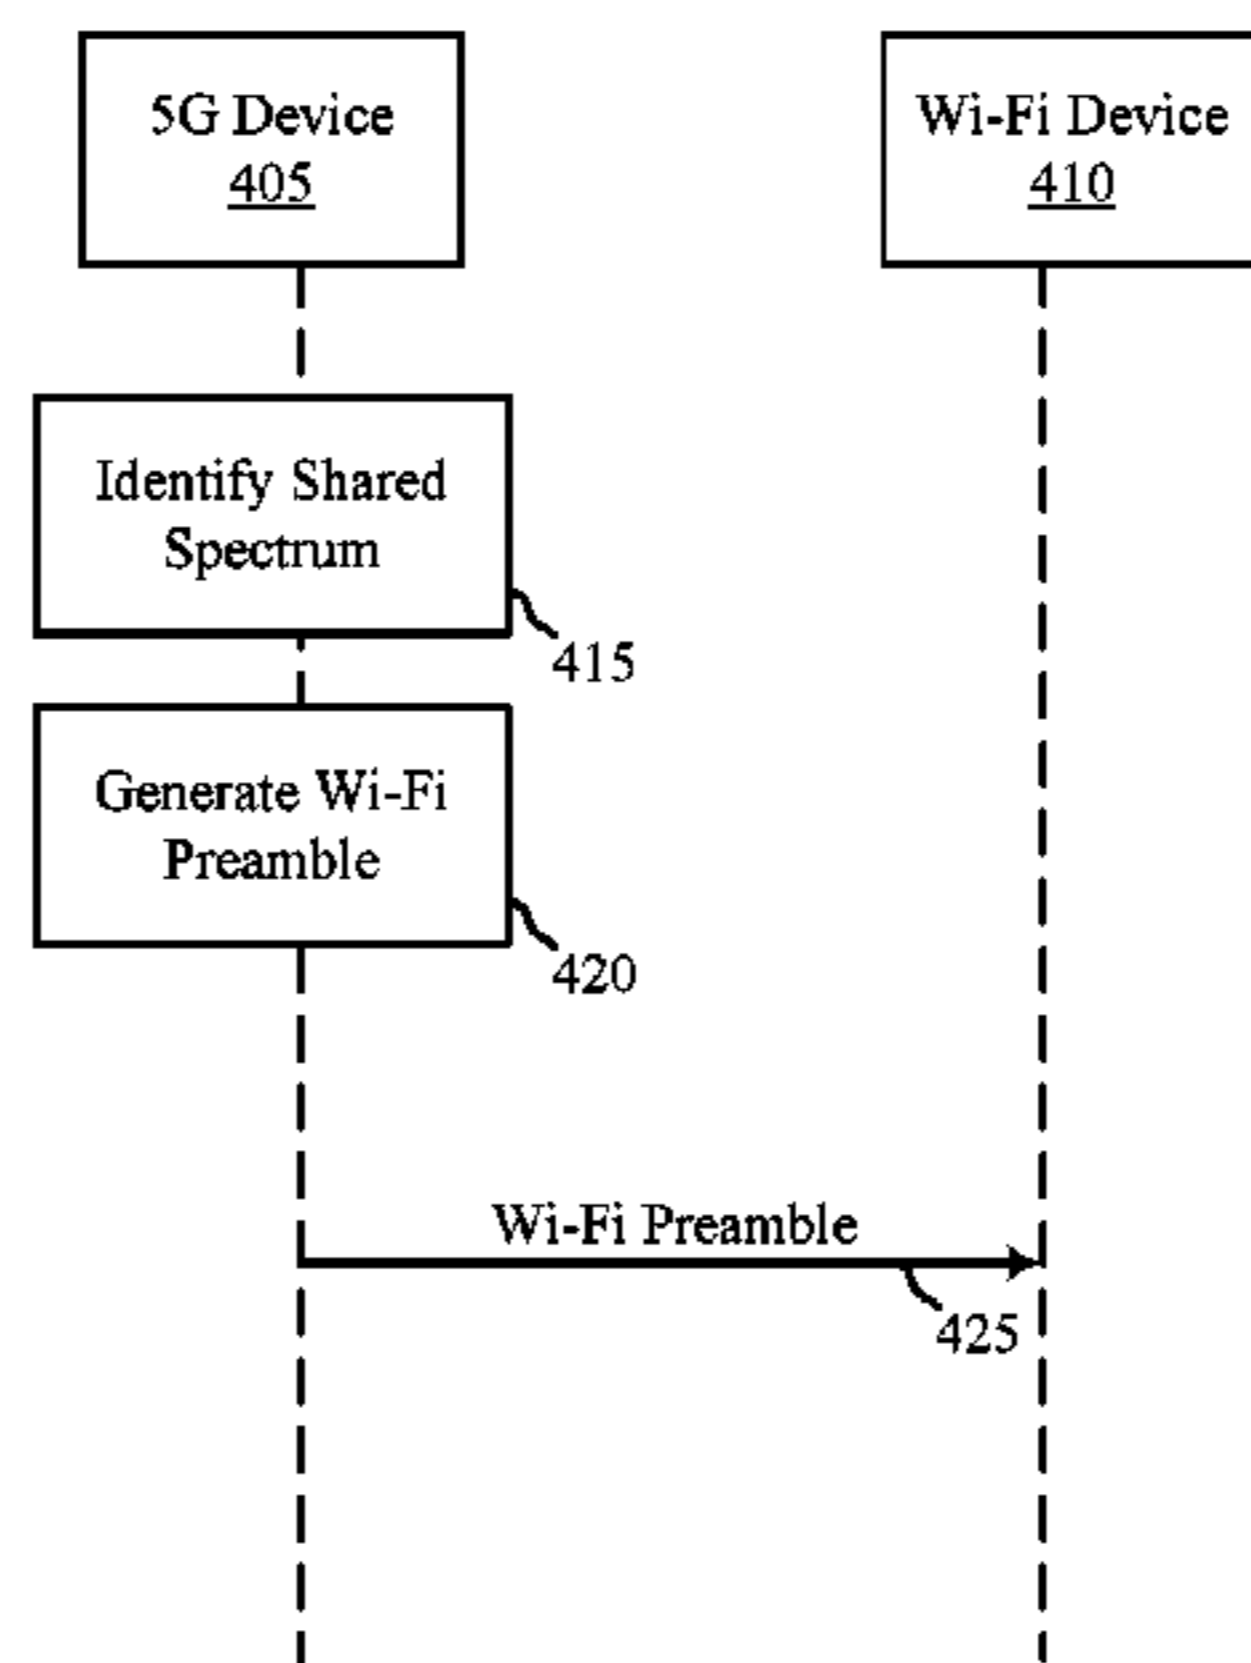 5G Device
405
Wi-Fi Device
410
Identify Shared
Spectrum
415
Generate Wi-Fi
Preamble
420
Wi-Fi Preamble
425